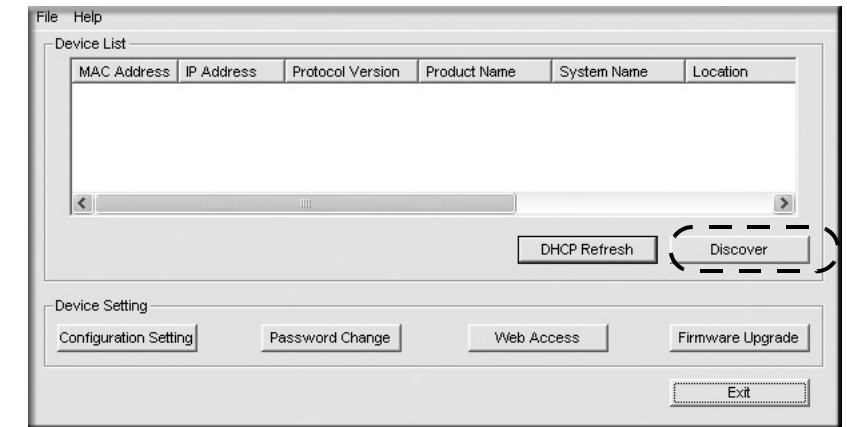 File Help
Device List
MAC Address IP Address Protocol Version Product Name System Name Location
DHCP Refresh Discover
Device Setting
Configuration Setting Password Change Web Access Firmware Upgrade
Exit